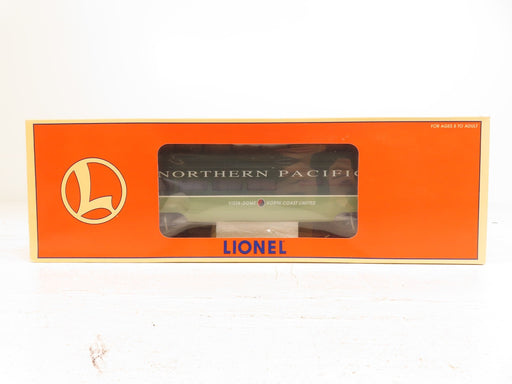 FOR AGES 8 TO ADULT
L
NORTHERN PACIFIC
VISTA-DOME NORTH COAST LIMITED
LIONEL